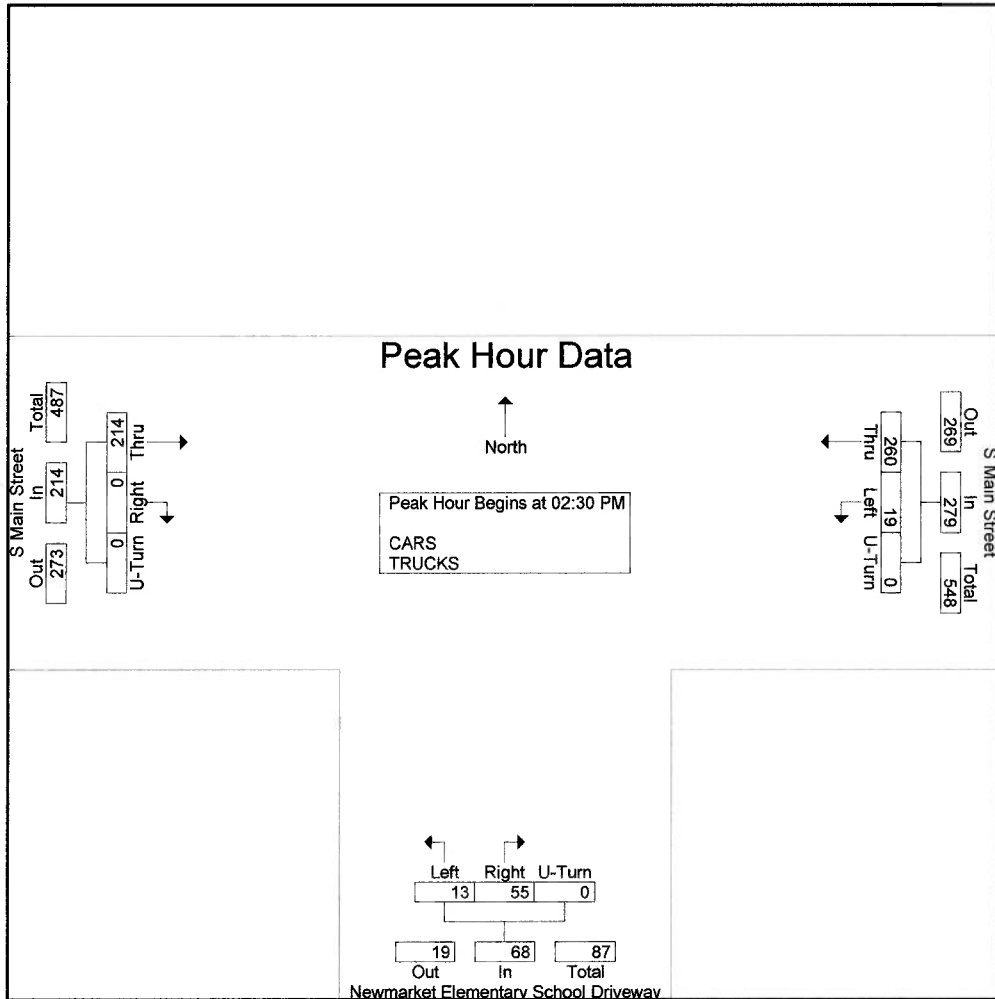 Peak Hour Data
North
Peak Hour Begins at 02:30 PM
CARS
TRUCKS
S Main Street
Out In Total
273 214 487
U-Turn Right Thru
0 0 214
S Main Street
Out In Total
269 279 548
Thru Left U-Turn
260 19 0
Left Right U-Turn
13 55 0
19 68 87
Out In Total
Newmarket Elementary School Driveway